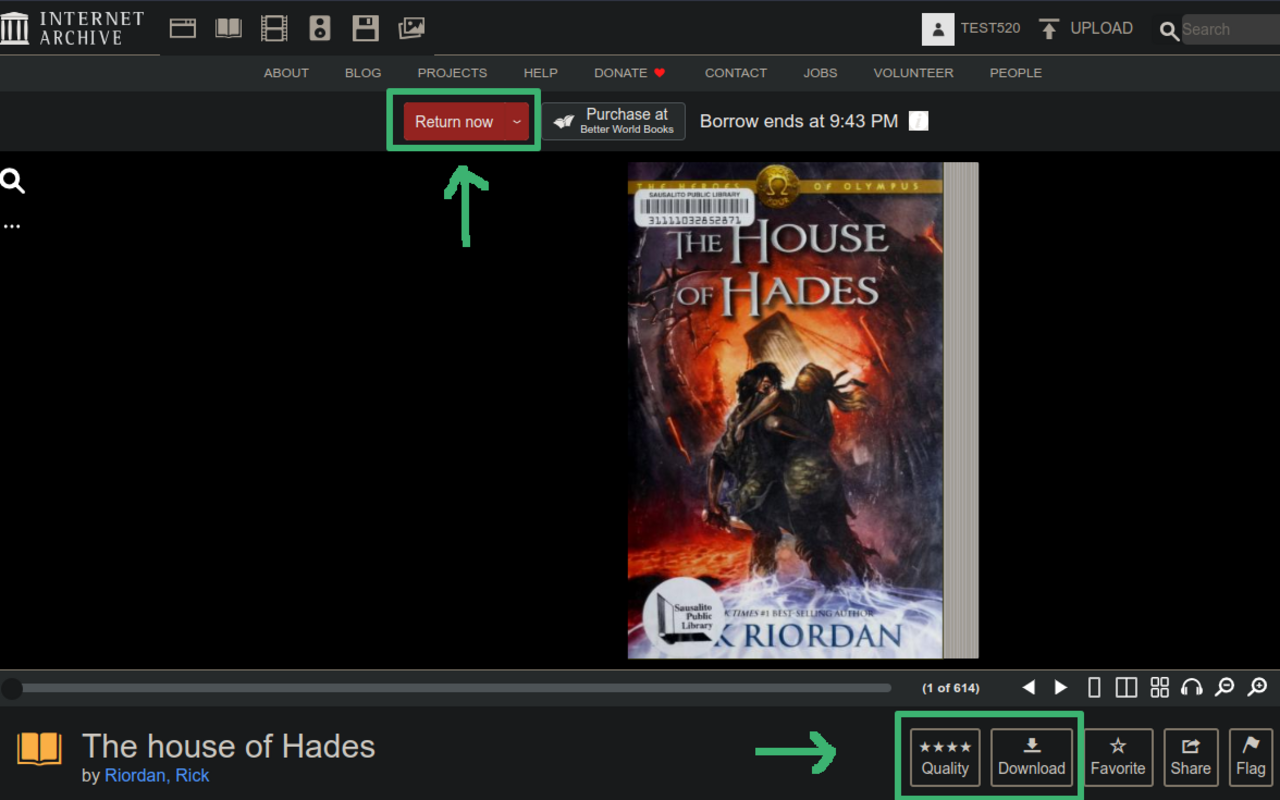 INTERNET
ARCHIVE
TEST520
UPLOAD
Search
ABOUT
BLOG
PROJECTS
HELP
DONATE
CONTACT
JOBS
VOLUNTEER
PEOPLE
Return now
Purchase at
Better World Books
Borrow ends at 9:43 PM
i
...
THE HEROES OF OLYMPUS
SAUSALITO PUBLIC LIBRARY
31111032852871
THE HOUSE
OF HADES
Sausalito
Public
Library
K TIMES #1 BEST-SELLING AUTHOR
K RIORDAN
(1 of 614)
The house of Hades
by Riordan, Rick
★★★★
Quality
Download
Favorite
Share
Flag